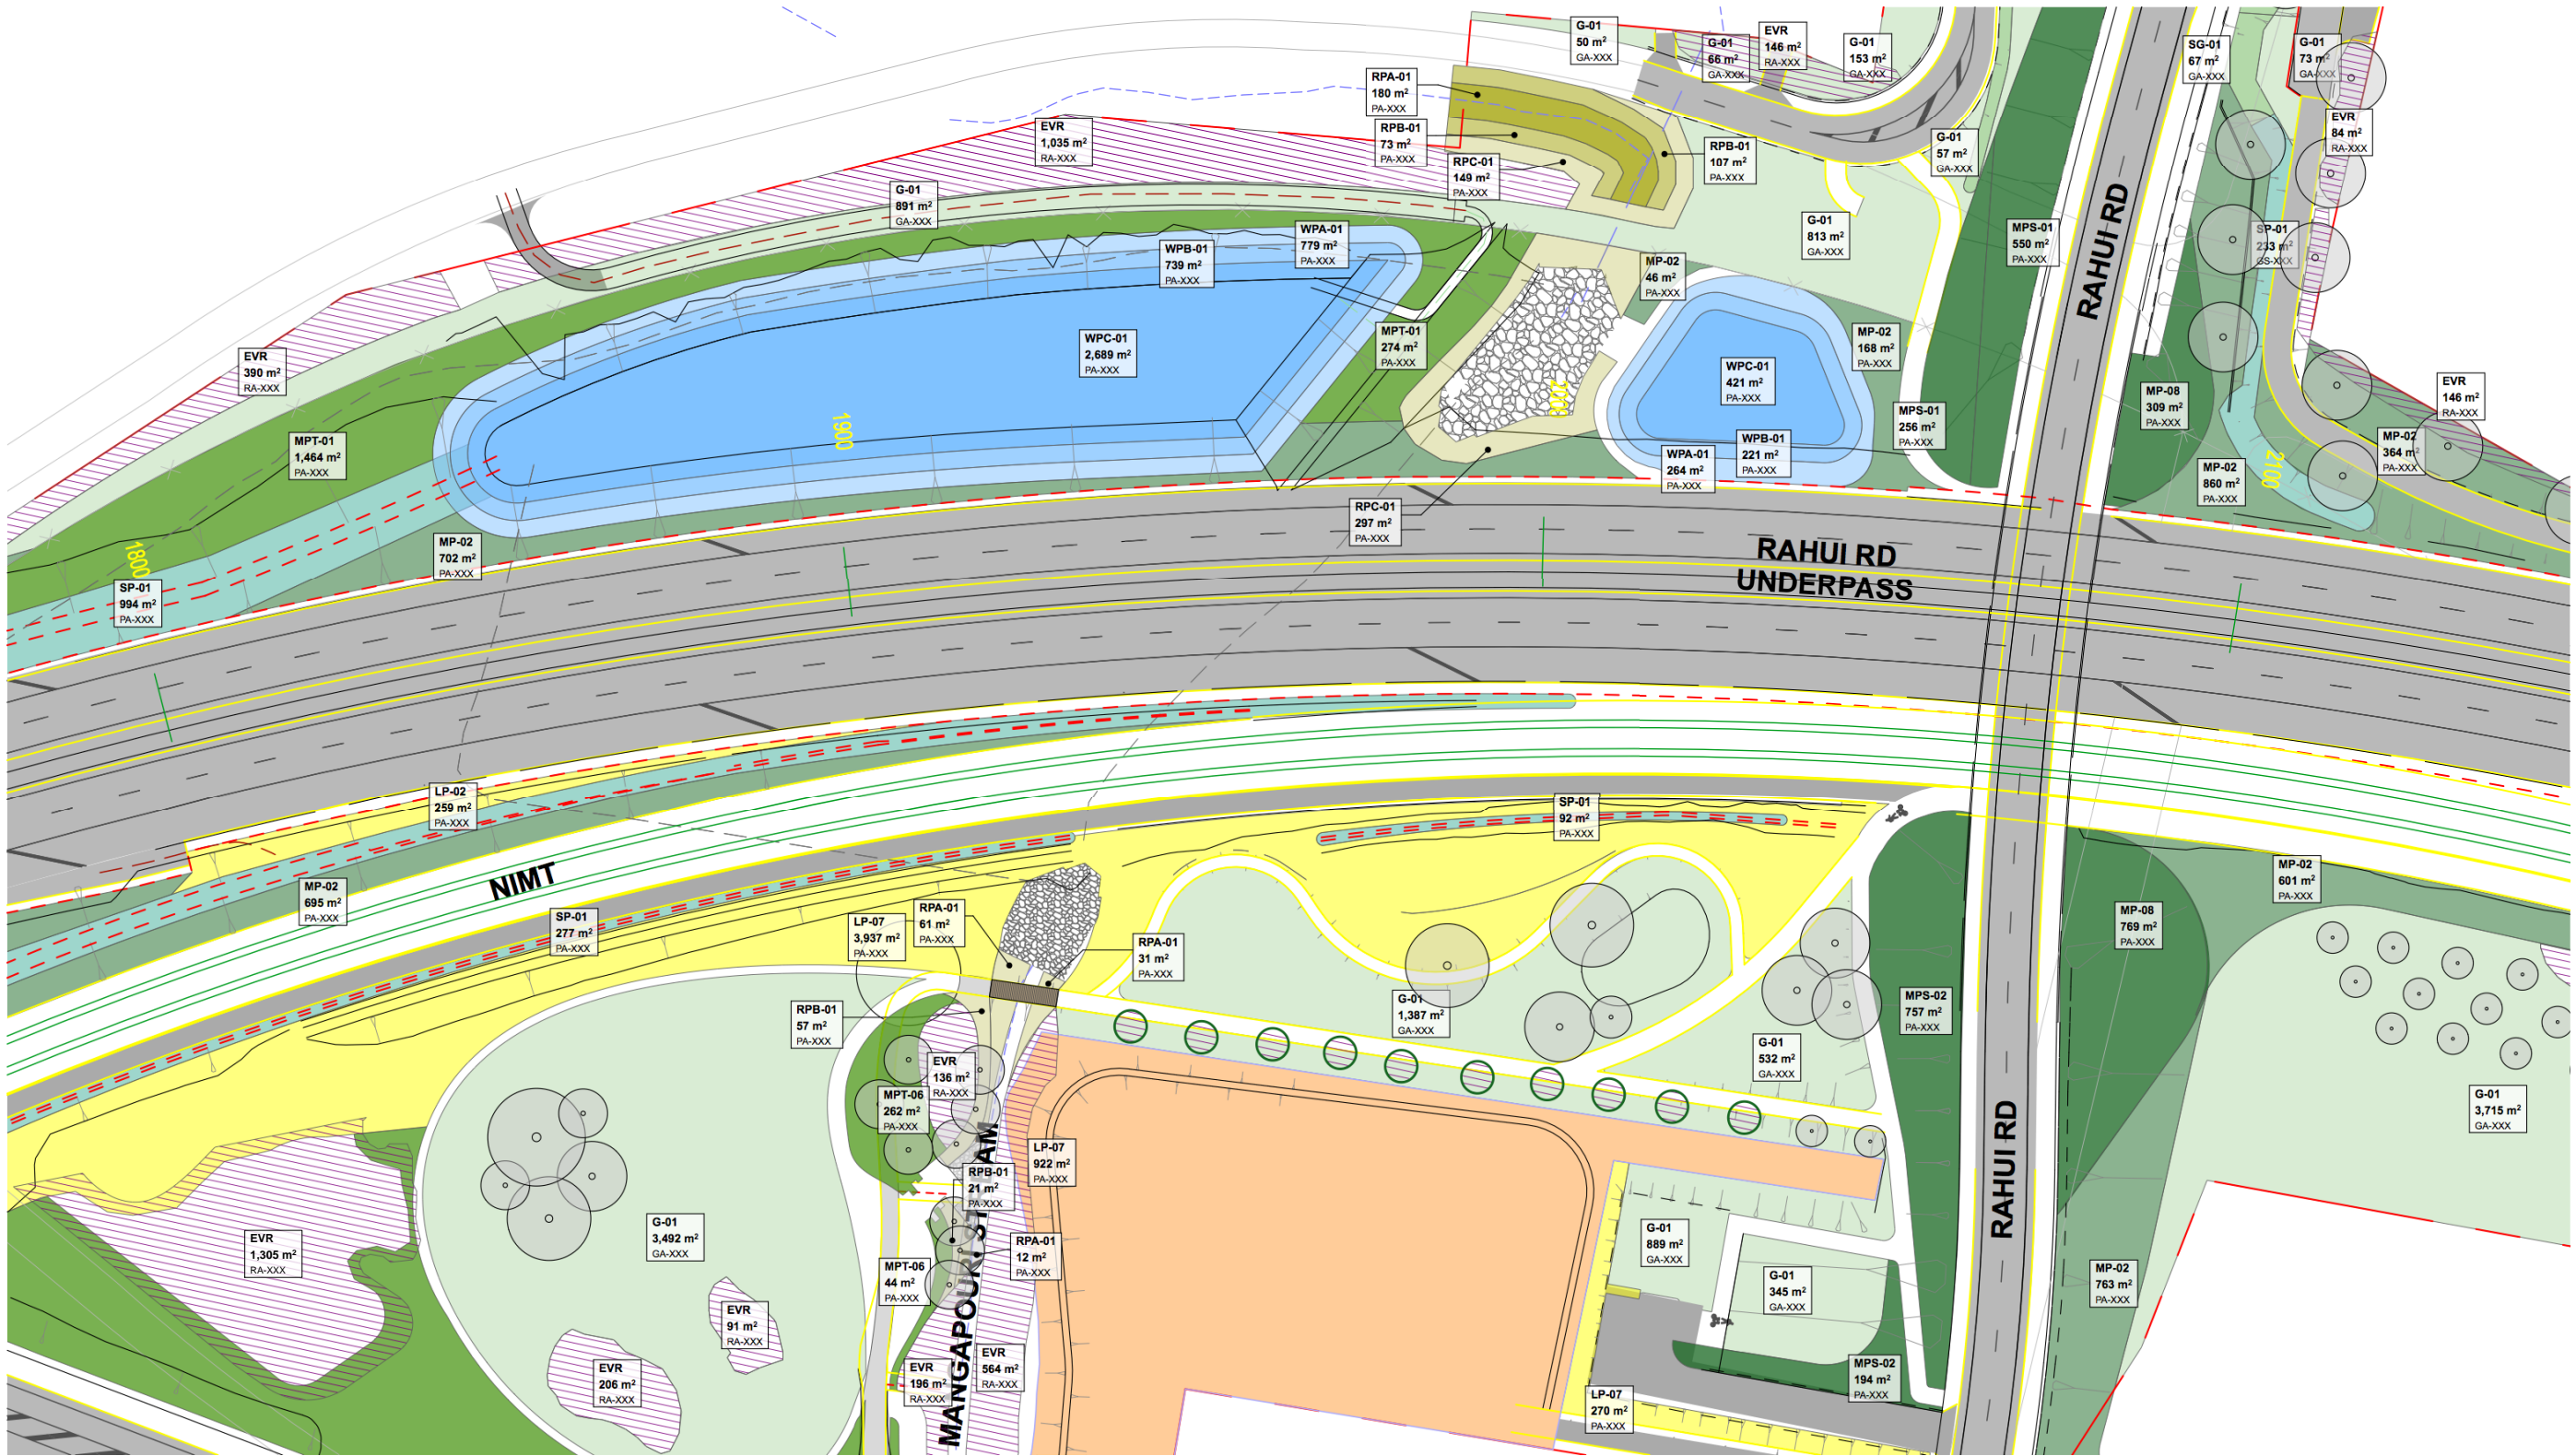 G-01
50 m²
GA-XXX
G-01
66 m²
GA-XXX
EVR
146 m²
RA-XXX
G-01
153 m²
GA-XXX
SG-01
67 m²
GA-XXX
G-01
73 m²
GA-XXX
RPA-01
180 m²
PA-XXX
RPB-01
73 m²
PA-XXX
RPC-01
149 m²
PA-XXX
RPB-01
107 m²
PA-XXX
EVR
1,035 m²
RA-XXX
G-01
57 m²
GA-XXX
EVR
84 m²
RA-XXX
G-01
891 m²
GA-XXX
WPB-01
739 m²
PA-XXX
WPA-01
779 m²
PA-XXX
G-01
813 m²
GA-XXX
MPS-01
550 m²
PA-XXX
RAHUI RD
SP-01
233 m²
GS-XXX
MP-02
46 m²
PA-XXX
EVR
390 m²
RA-XXX
WPC-01
2,689 m²
PA-XXX
MPT-01
274 m²
PA-XXX
MP-02
168 m²
PA-XXX
WPC-01
421 m²
PA-XXX
MP-08
309 m²
PA-XXX
EVR
146 m²
RA-XXX
1900
2000
MPT-01
1,464 m²
PA-XXX
MPS-01
256 m²
PA-XXX
WPB-01
221 m²
PA-XXX
WPA-01
264 m²
PA-XXX
MP-02
364 m²
PA-XXX
MP-02
860 m²
PA-XXX
2100
RPC-01
297 m²
PA-XXX
1800
MP-02
702 m²
PA-XXX
SP-01
994 m²
PA-XXX
RAHUI RD
UNDERPASS
LP-02
259 m²
PA-XXX
SP-01
92 m²
PA-XXX
NIMT
MP-02
695 m²
PA-XXX
SP-01
277 m²
PA-XXX
LP-07
3,937 m²
PA-XXX
RPA-01
61 m²
PA-XXX
RPA-01
31 m²
PA-XXX
MP-02
601 m²
PA-XXX
MP-08
769 m²
PA-XXX
RPB-01
57 m²
PA-XXX
G-01
1,387 m²
GA-XXX
MPS-02
757 m²
PA-XXX
G-01
532 m²
GA-XXX
EVR
136 m²
RA-XXX
MPT-06
262 m²
PA-XXX
G-01
3,715 m²
GA-XXX
RAHUI RD
LP-07
922 m²
PA-XXX
RPB-01
21 m²
PA-XXX
MANGAPOURI STREAM
EVR
1,305 m²
RA-XXX
G-01
3,492 m²
GA-XXX
RPA-01
12 m²
PA-XXX
MPT-06
44 m²
PA-XXX
G-01
889 m²
GA-XXX
G-01
345 m²
GA-XXX
MP-02
763 m²
PA-XXX
EVR
91 m²
RA-XXX
EVR
206 m²
RA-XXX
EVR
196 m²
RA-XXX
EVR
564 m²
RA-XXX
MPS-02
194 m²
PA-XXX
LP-07
270 m²
PA-XXX